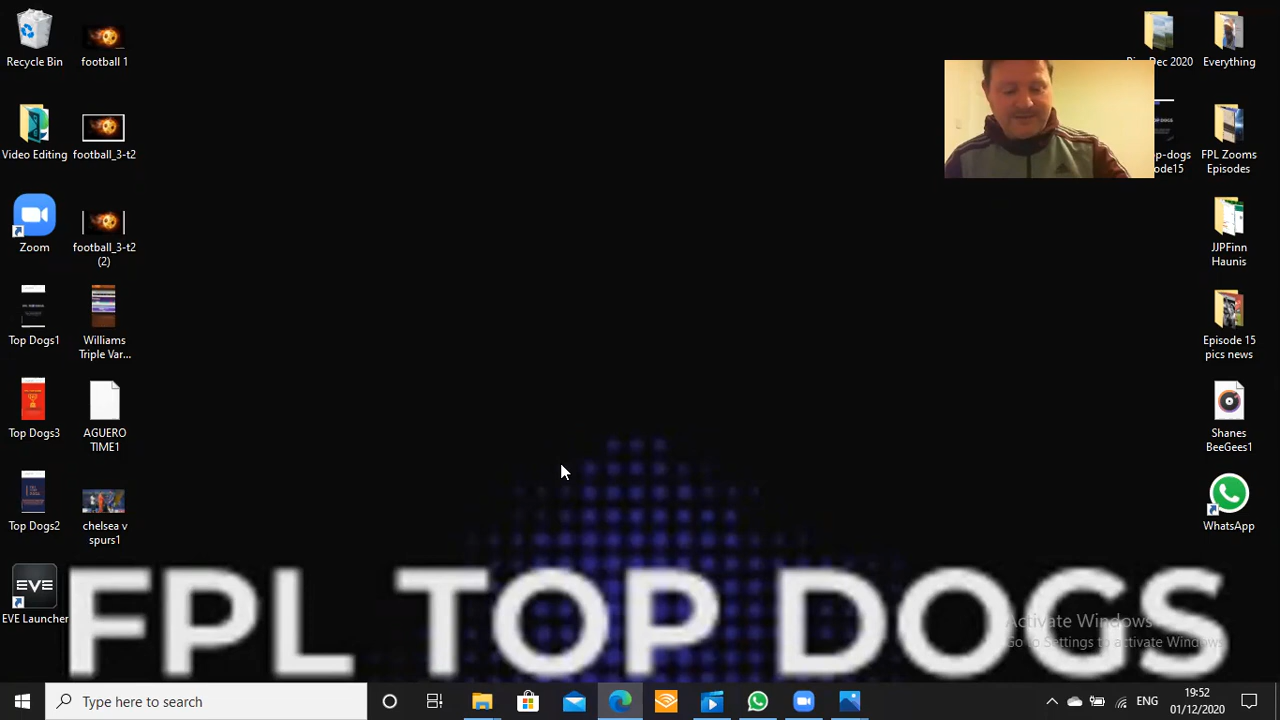 Recycle Bin
football 1
Video Editing
football_3-t2
Zoom
football_3-t2
(2)
Top Dogs1
Williams
Triple Var...
Top Dogs3
AGUERO
TIME1
Top Dogs2
chelsea v
spurs1
EVE
EVE Launcher
Dec 2020
Everything
FPL Zooms
Episodes
JJPFinn
Haunis
Episode 15
pics news
Shanes
BeeGees1
WhatsApp
FPL TOP DOGS
Activate Windows
Go to Settings to activate Windows.
Type here to search
ENG
19:52
01/12/2020